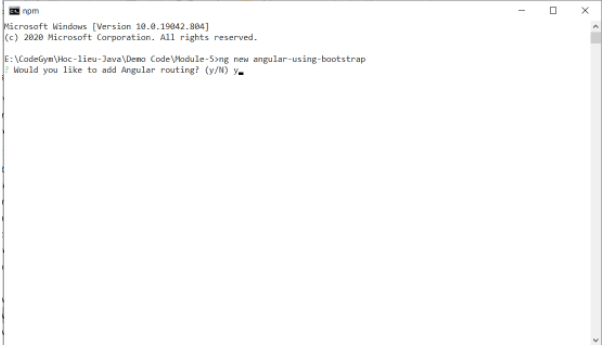 npm
Microsoft Windows [Version 10.0.19042.804]
(c) 2020 Microsoft Corporation. All rights reserved.
E:\CodeGym\Hoc-lieu-Java\Demo Code\Module-5>ng new angular-using-bootstrap
? Would you like to add Angular routing? (y/N) y